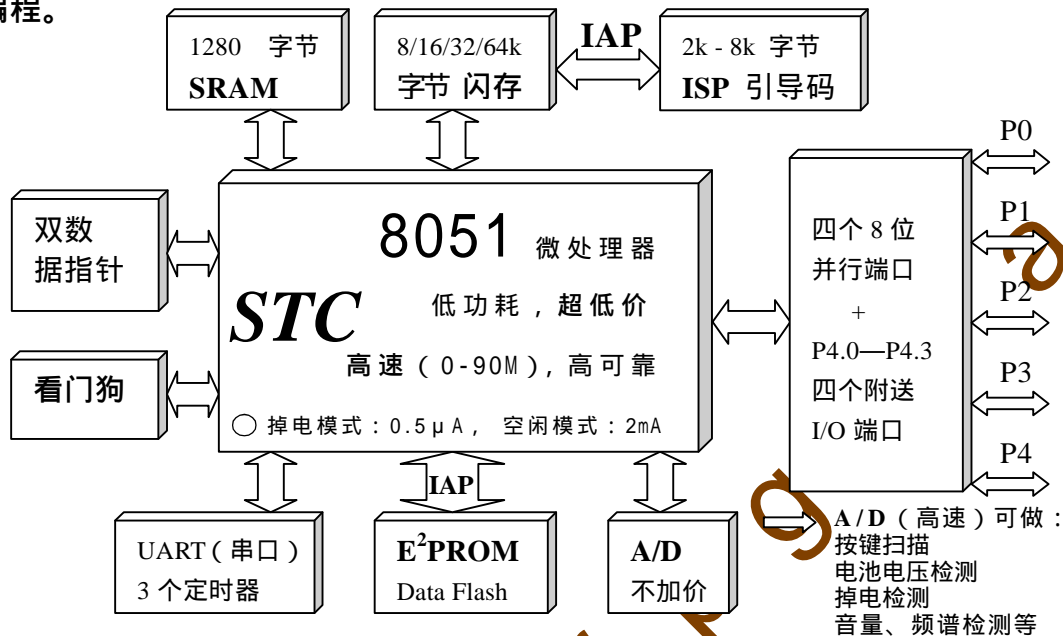 编程。
1280 字节
SRAM
8/16/32/64k
字节 闪存
IAP
2k - 8k 字节
ISP 引导码
双数
据指针
看门狗
8051 微处理器
STC
低功耗，超低价
高速（0-90M），高可靠
○ 掉电模式：0.5μA， 空闲模式：2mA
四个 8 位
并行端口
+
P4.0—P4.3
四个附送
I/O 端口
P0
P1
P2
P3
P4
UART（串口）
3 个定时器
IAP
E²PROM
Data Flash
A/D
不加价
A/D（高速）可做：
按键扫描
电池电压检测
掉电检测
音量、频谱检测等